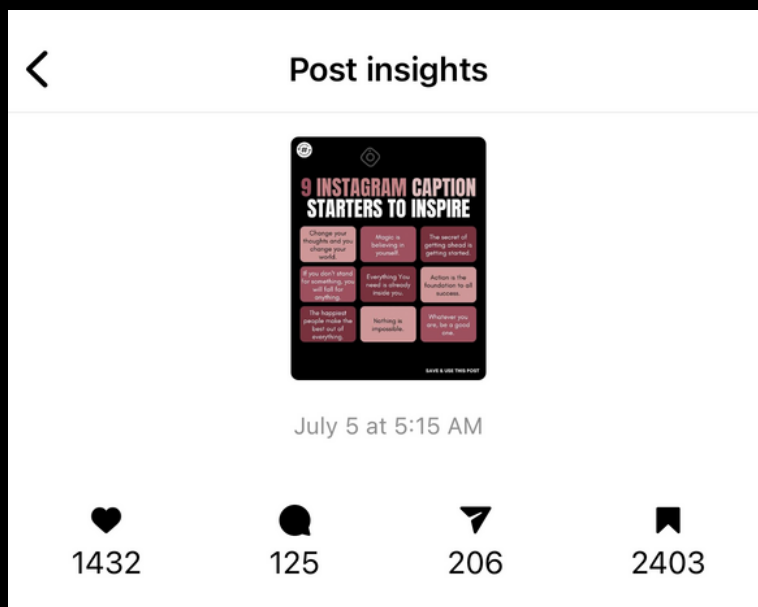 Post insights
9 INSTAGRAM CAPTION
STARTERS TO INSPIRE
Change your
thoughts and you
change your
world.
Magic is
believing in
yourself.
The secret of
getting ahead is
getting started.
If you don't stand
for something, you
will fall for
anything.
Everything You
need is already
inside you.
Action is the
foundation to all
success.
The happiest
people make the
best out of
everything.
Nothing is
impossible.
Whatever you
are, be a good
one.
SAVE & USE THIS POST
July 5 at 5:15 AM
1432 125 206 2403